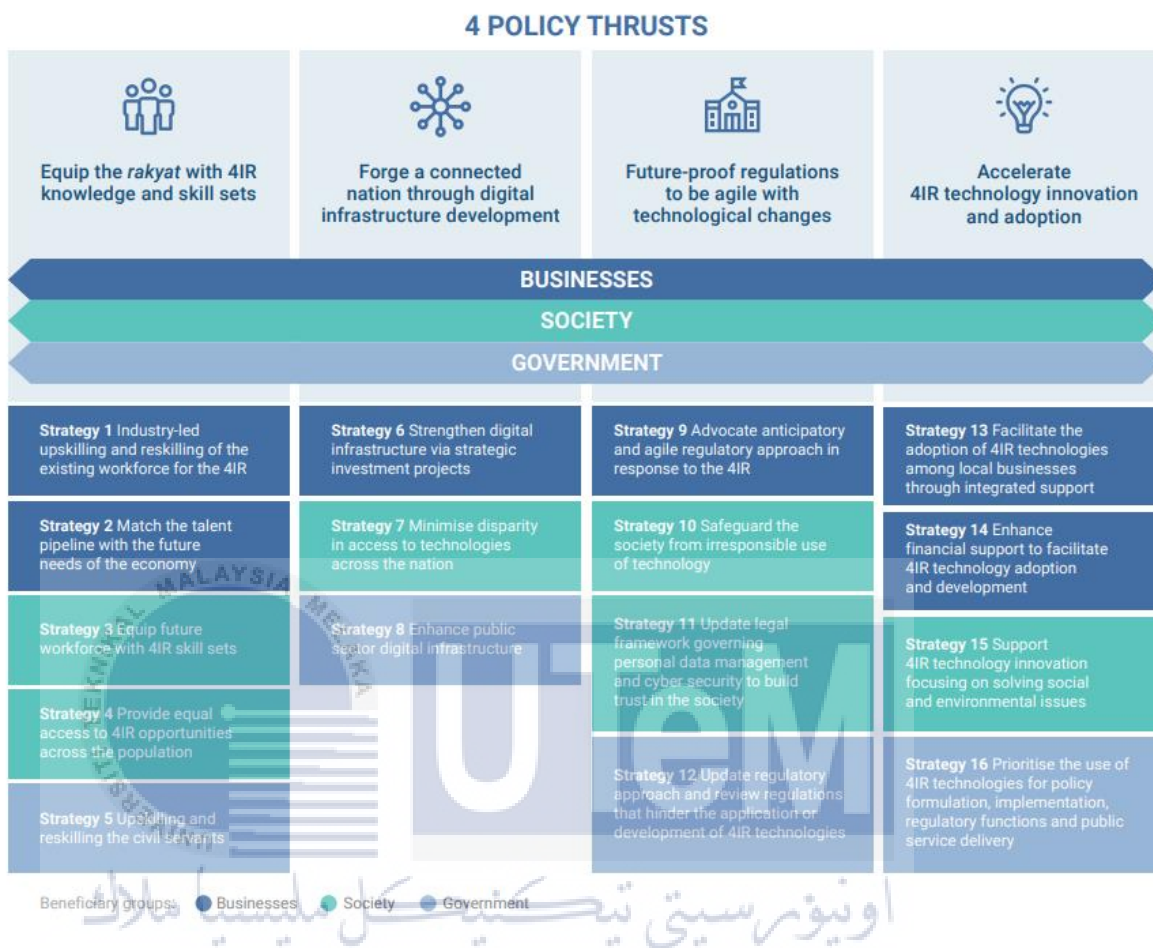 4 POLICY THRUSTS
Equip the rakyat with 4IR
knowledge and skill sets
Forge a connected
nation through digital
infrastructure development
Future-proof regulations
to be agile with
technological changes
Accelerate
4IR technology innovation
and adoption
BUSINESSES
SOCIETY
GOVERNMENT
Strategy 1 Industry-led
upskilling and reskilling of the
existing workforce for the 4IR
Strategy 2 Match the talent
pipeline with the future
needs of the economy
Strategy 3 Equip future
workforce with 4IR skill sets
Strategy 4 Provide equal
access to 4IR opportunities
across the population
Strategy 5 Upskilling and
reskilling the civil servants
Strategy 6 Strengthen digital
infrastructure via strategic
investment projects
Strategy 7 Minimise disparity
in access to technologies
across the nation
Strategy 8 Enhance public
sector digital infrastructure
Strategy 9 Advocate anticipatory
and agile regulatory approach in
response to the 4IR
Strategy 10 Safeguard the
society from irresponsible use
of technology
Strategy 11 Update legal
framework governing
personal data management
and cyber security to build
trust in the society
Strategy 12 Update regulatory
approach and review regulations
that hinder the application or
development of 4IR technologies
Strategy 13 Facilitate the
adoption of 4IR technologies
among local businesses
through integrated support
Strategy 14 Enhance
financial support to facilitate
4IR technology adoption
and development
Strategy 15 Support
4IR technology innovation
focusing on solving social
and environmental issues
Strategy 16 Prioritise the use of
4IR technologies for policy
formulation, implementation,
regulatory functions and public
service delivery
Beneficiary groups: Businesses Society Government
UNIVERSITI TEKNIKAL MALAYSIA MELAKA
UTeM
اونيۏرسيتي تيكنيكل مليسيا ملاك